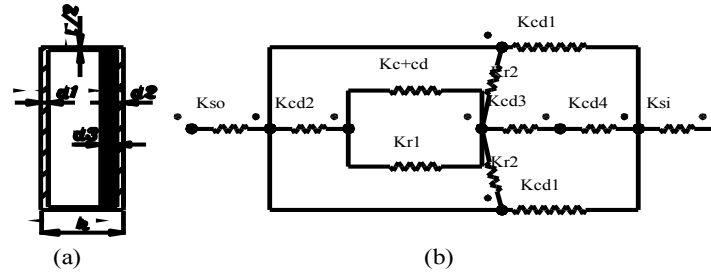 r/2
d1
d2
d3
h
Kso
Kcd2
Kc+cd
Kr1
Kr2
Kcd1
Kcd3
Kcd4
Ksi
Kr2
Kcd1
(a)
(b)